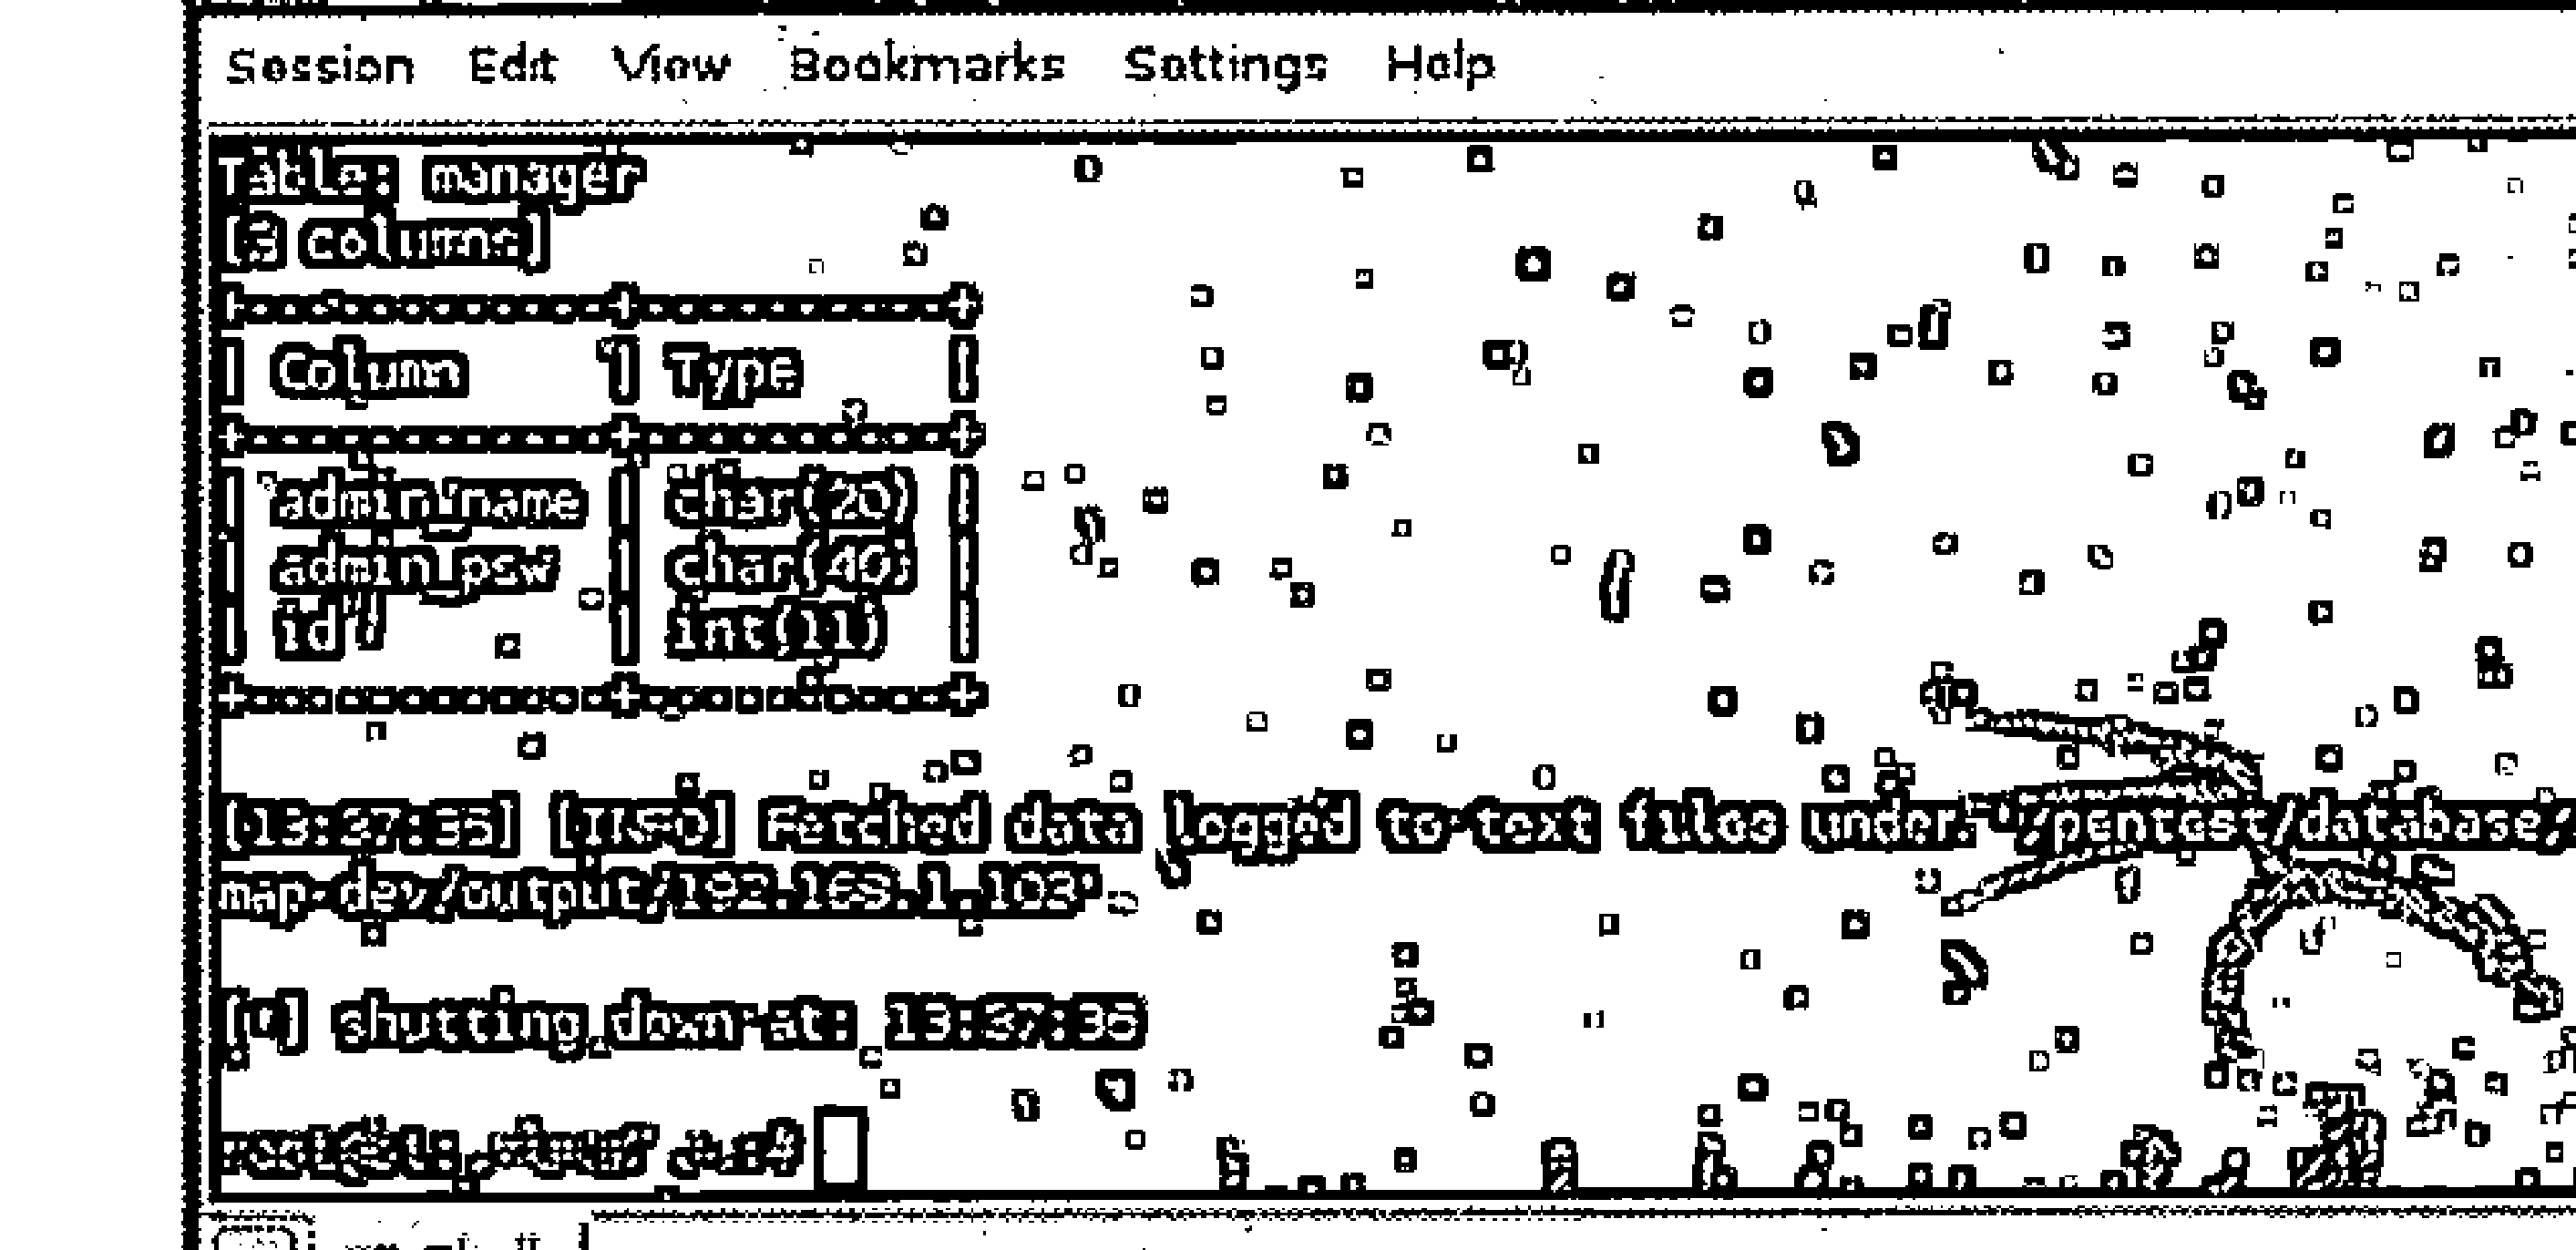 Session Edit View Bookmarks Settings Help
Table: manager
[3 columns]
+------------+----------+
| Column | Type |
+------------+----------+
| admin_name | char(20) |
| admin_psw | char(40) |
| id | int(11) |
+------------+----------+
[13:37:35] [INFO] Fetched data logged to text files under '/pentest/database/
map-dev/output/192.168.1.103'
[*] shutting down at: 13:37:35